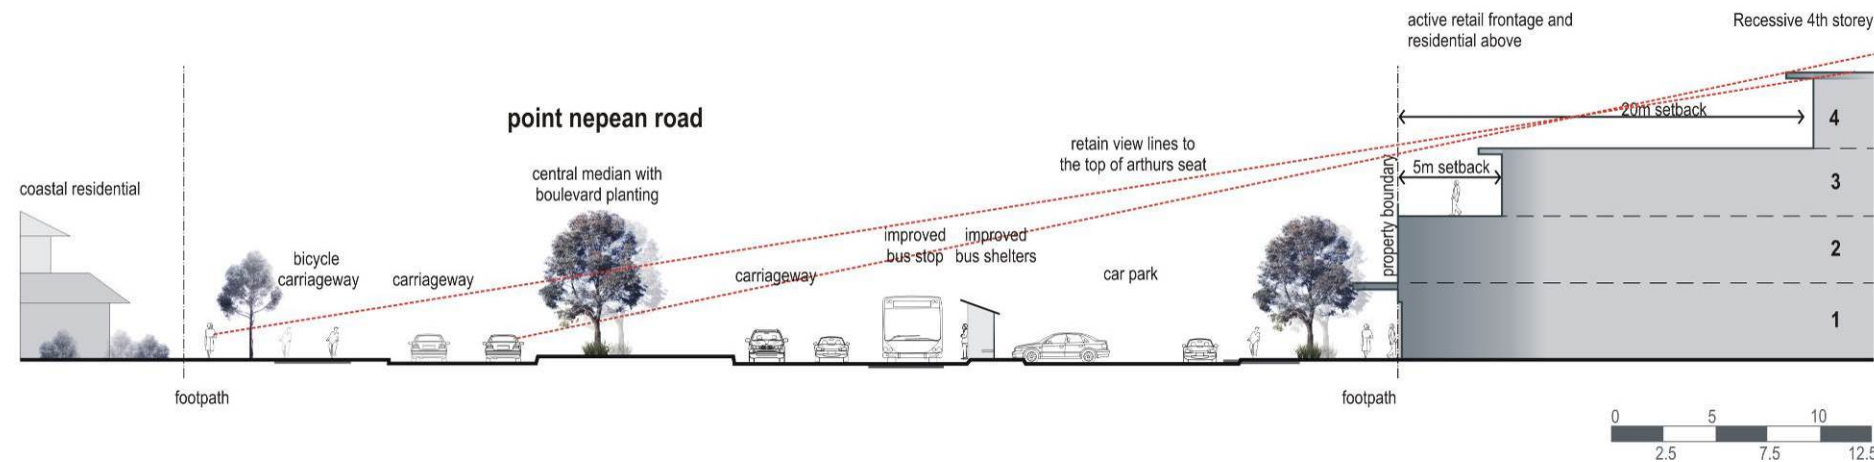 active retail frontage and
residential above
Recessive 4th storey
point nepean road
20m setback
4
retain view lines to
the top of arthurs seat
coastal residential
central median with
boulevard planting
5m setback
3
property boundary
bicycle
carriageway
carriageway
carriageway
improved
bus stop
improved
bus shelters
car park
2
1
footpath
footpath
0
5
10
2.5
7.5
12.5